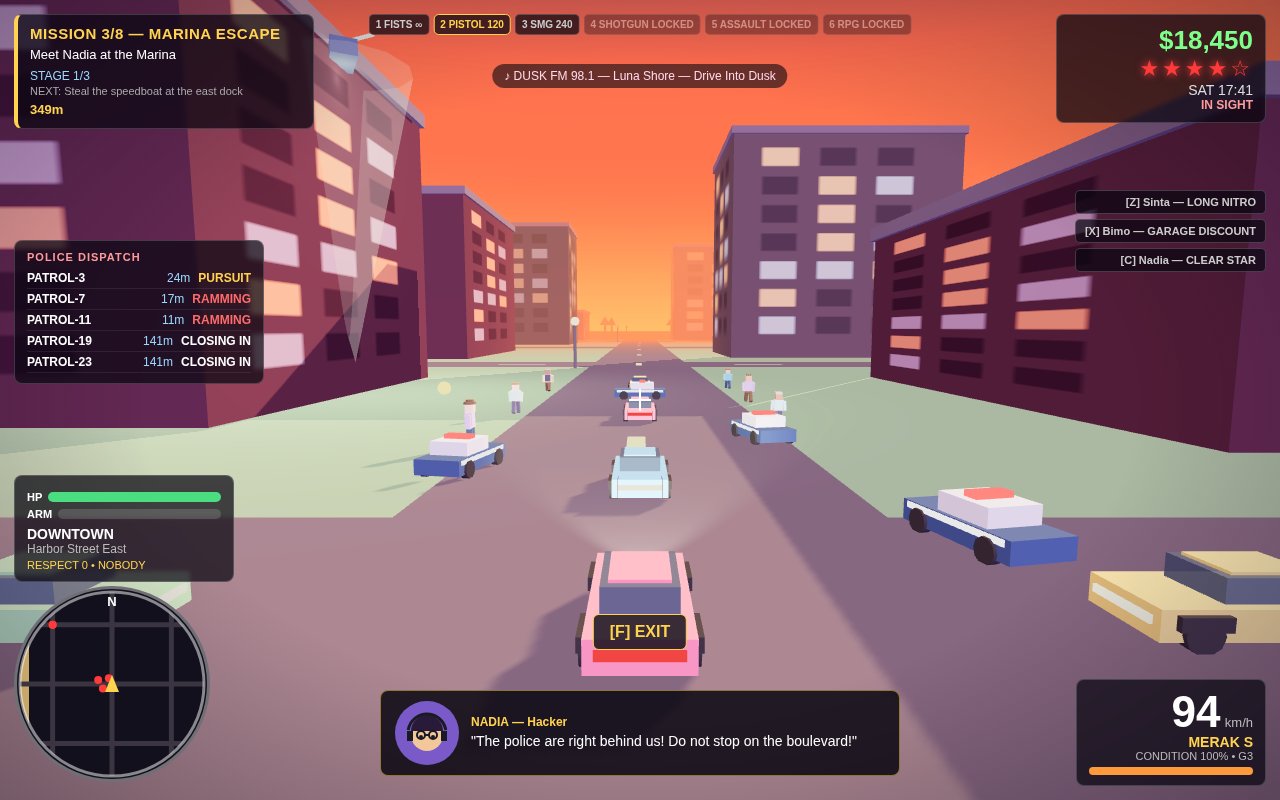 MISSION 3/8 — MARINA ESCAPE
Meet Nadia at the Marina
STAGE 1/3
NEXT: Steal the speedboat at the east dock
349m
1 FISTS ∞
2 PISTOL 120
3 SMG 240
4 SHOTGUN LOCKED
5 ASSAULT LOCKED
6 RPG LOCKED
♪ DUSK FM 98.1 — Luna Shore — Drive Into Dusk
$18,450
★★★★☆
SAT 17:41
IN SIGHT
[Z] Sinta — LONG NITRO
[X] Bimo — GARAGE DISCOUNT
[C] Nadia — CLEAR STAR
POLICE DISPATCH
PATROL-3 24m PURSUIT
PATROL-7 17m RAMMING
PATROL-11 11m RAMMING
PATROL-19 141m CLOSING IN
PATROL-23 141m CLOSING IN
HP
ARM
DOWNTOWN
Harbor Street East
RESPECT 0 • NOBODY
N
[F] EXIT
NADIA — Hacker
"The police are right behind us! Do not stop on the boulevard!"
94 km/h
MERAK S
CONDITION 100% • G3